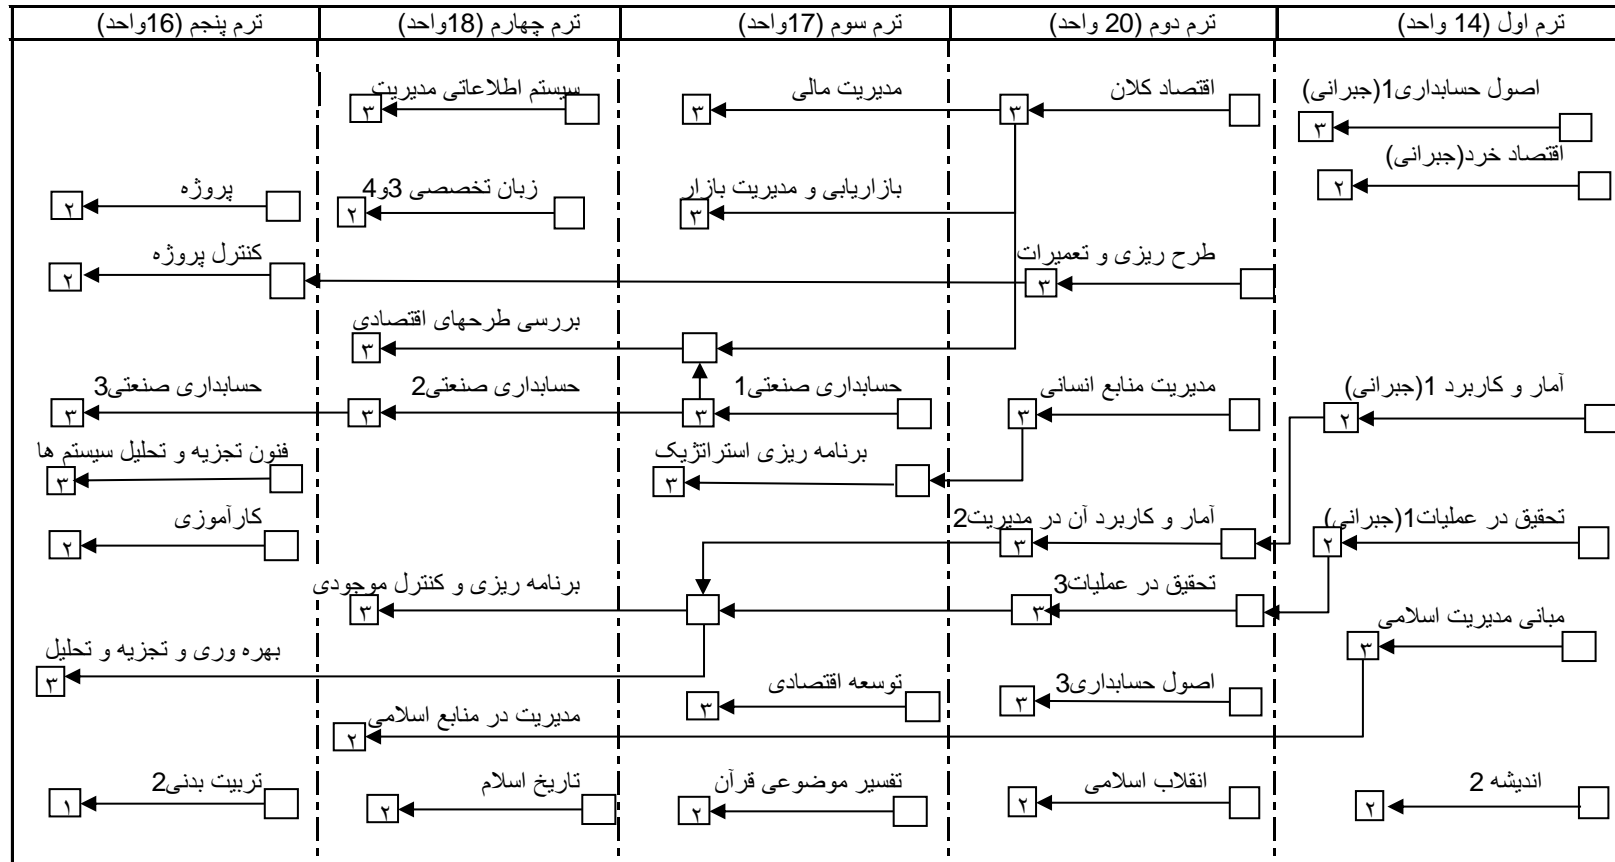 ترم اول (14 واحد)
اصول حسابداری1(جبرانی)
۳
اقتصاد خرد(جبرانی)
۲
آمار و کاربرد 1(جبرانی)
۲
تحقیق در عملیات1(جبرانی)
۲
مبانی مدیریت اسلامی
۳
اندیشه 2
۲
ترم دوم (20 واحد)
اقتصاد کلان
۳
طرح ریزی و تعمیرات
۳
مدیریت منابع انسانی
۳
آمار و کاربرد آن در مدیریت2
۳
تحقیق در عملیات3
۳
اصول حسابداری3
۳
انقلاب اسلامی
۲
ترم سوم (17واحد)
مدیریت مالی
۳
بازاریابی و مدیریت بازار
۳
حسابداری صنعتی1
۳
برنامه ریزی استراتژیک
۳
توسعه اقتصادی
۳
تفسیر موضوعی قرآن
۲
ترم چهارم (18واحد)
سیستم اطلاعاتی مدیریت
۳
زبان تخصصی 3و4
۲
بررسی طرحهای اقتصادی
۳
حسابداری صنعتی2
۳
برنامه ریزی و کنترل موجودی
۳
مدیریت در منابع اسلامی
۲
تاریخ اسلام
۲
ترم پنجم (16واحد)
پروژه
۲
کنترل پروژه
۲
حسابداری صنعتی3
۳
فنون تجزیه و تحلیل سیستم ها
۳
کارآموزی
۲
بهره وری و تجزیه و تحلیل
۳
تربیت بدنی2
۱